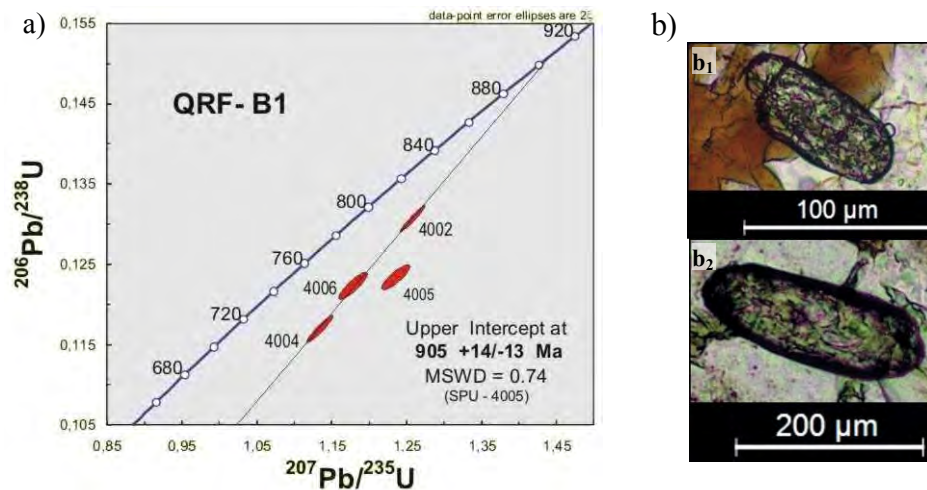 a)
data-point error ellipses are 2
0,155
0,145
0,135
0,125
0,115
0,105
206Pb/238U
QRF- B1
920
880
840
800
760
720
680
4002
4006
4005
4004
Upper Intercept at
905 +14/-13 Ma
MSWD = 0.74
(SPU - 4005)
0,85 0,95 1,05 1,15 1,25 1,35 1,45
207Pb/235U
b)
b1
100 µm
b2
200 µm